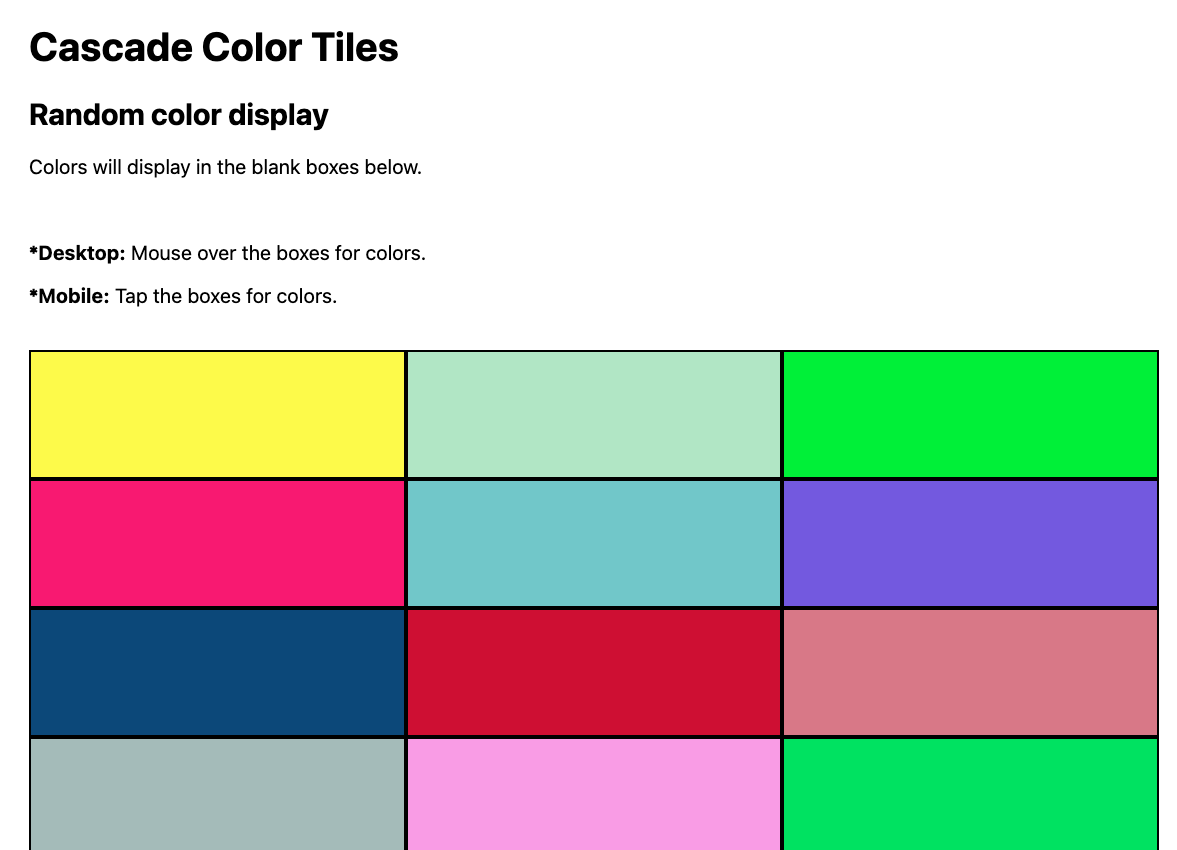 Cascade Color Tiles
Random color display
Colors will display in the blank boxes below.
*Desktop: Mouse over the boxes for colors.
*Mobile: Tap the boxes for colors.